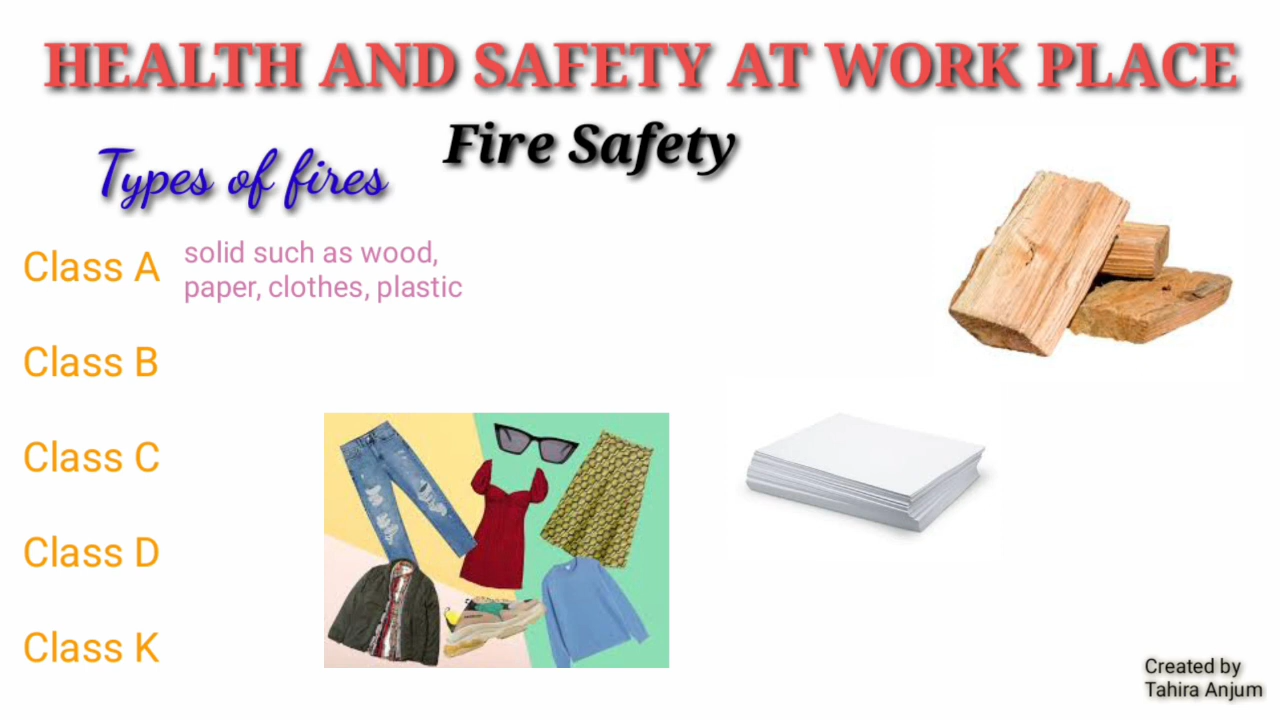 HEALTH AND SAFETY AT WORK PLACE
Fire Safety
Types of fires
Class A
solid such as wood,
paper, clothes, plastic
Class B
Class C
Class D
Class K
Created by
Tahira Anjum